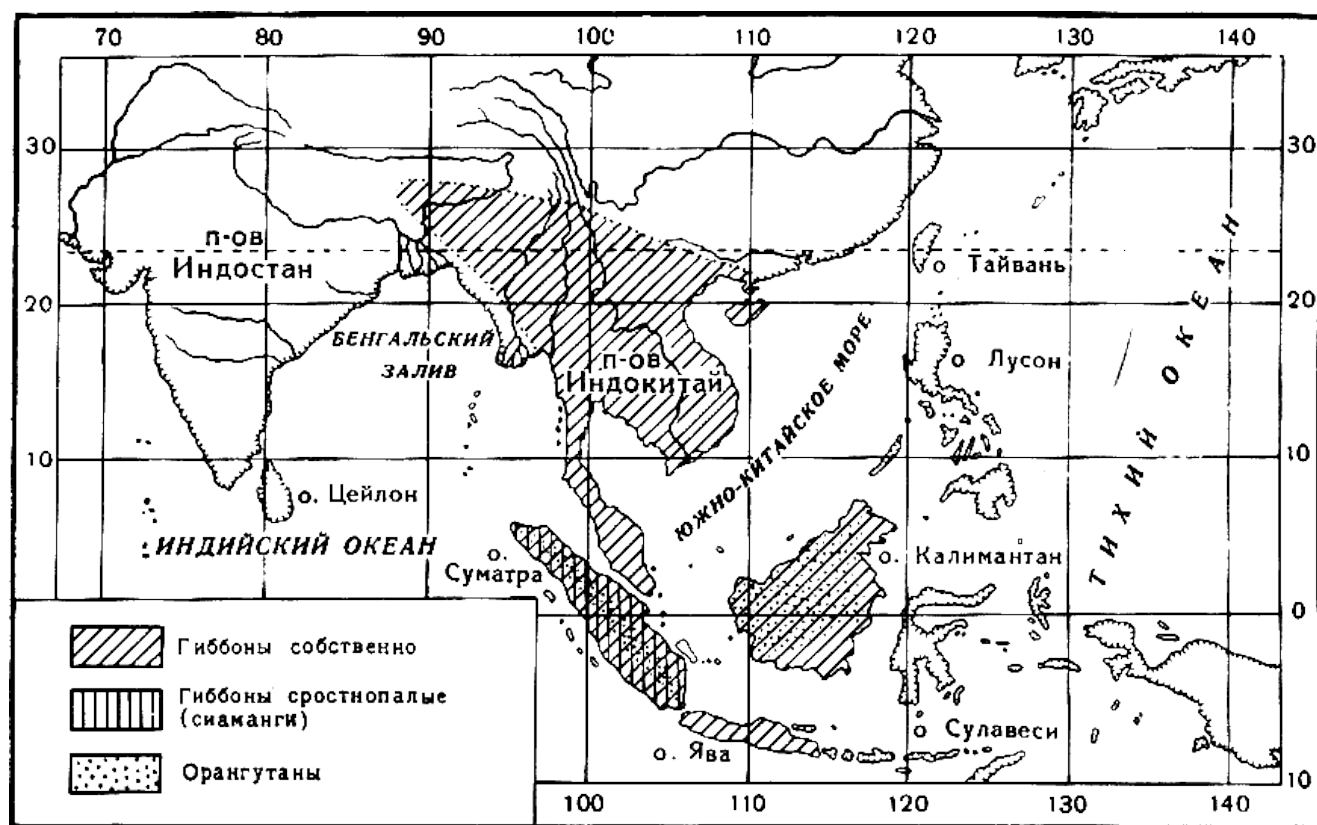 70 80 90 100 110 120 130 140
30 30
п-ов
Индостан
о Тайвань
20 20
БЕНГАЛЬСКИЙ
ЗАЛИВ
п-ов
Индокитай
ЮЖНО-КИТАЙСКОЕ МОРЕ
о Лусон
ТИХИЙ ОКЕАН
10 10
о. Цейлон
ИНДИЙСКИЙ ОКЕАН
о.
Суматра
о. Калимантан
0
Гиббоны собственно
Гиббоны сростнопалые
(сиаманги)
Орангутаны
о. Ява
о Сулавеси
10
100 110 120 130 140